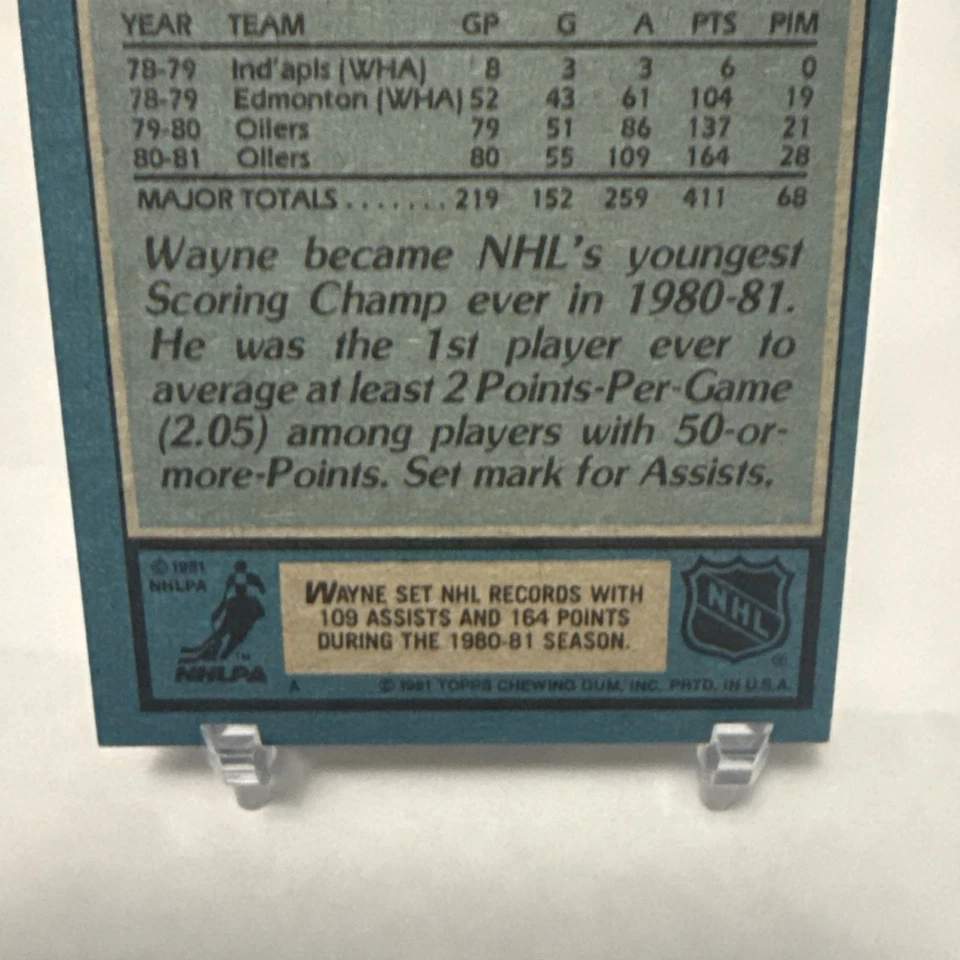 YEAR TEAM GP G A PTS PIM
78-79 Ind'apls (WHA) 8 3 3 6 0
78-79 Edmonton (WHA) 52 43 61 104 19
79-80 Oilers 79 51 86 137 21
80-81 Oilers 80 55 109 164 28
MAJOR TOTALS ....... 219 152 259 411 68
Wayne became NHL's youngest
Scoring Champ ever in 1980-81.
He was the 1st player ever to
average at least 2 Points-Per-Game
(2.05) among players with 50-or-
more-Points. Set mark for Assists.
© 1981
NHLPA
WAYNE SET NHL RECORDS WITH
109 ASSISTS AND 164 POINTS
DURING THE 1980-81 SEASON.
NHL
®
TM
NHLPA
A
© 1981 TOPPS CHEWING GUM, INC. PRTD. IN U.S.A.